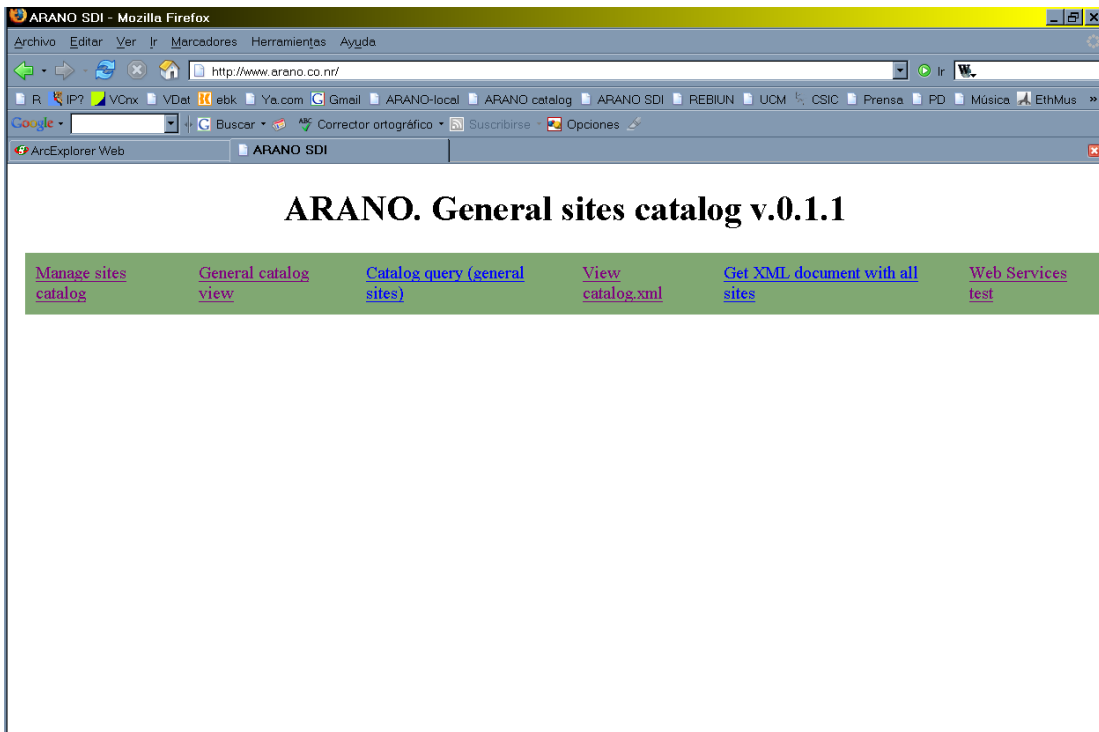 ARANO SDI - Mozilla Firefox
Archivo Editar Ver Ir Marcadores Herramientas Ayuda
http://www.arano.co.nr/ Ir W.
R IP? VCnx VDat ebk Ya.com G Gmail ARANO-local ARANO catalog ARANO SDI REBIUN UCM CSIC Prensa PD Música EthMus »
Google G Buscar ABC Corrector ortográfico Suscribirse Opciones
ArcExplorer Web ARANO SDI
ARANO. General sites catalog v.0.1.1
Manage sites catalog
General catalog view
Catalog query (general sites)
View catalog.xml
Get XML document with all sites
Web Services test